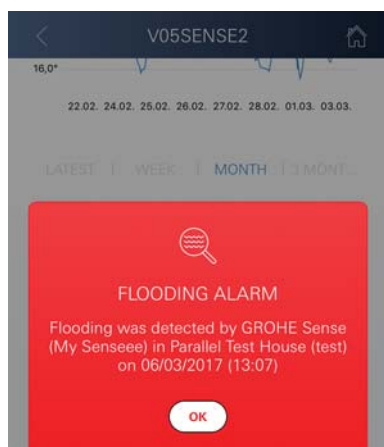 V05SENSE2
16,0°
22.02. 24.02. 25.02. 26.02. 27.02. 28.02. 01.03. 03.03.
LATEST | WEEK | MONTH | 3 MONT...
FLOODING ALARM
Flooding was detected by GROHE Sense
(My Senseee) in Parallel Test House (test)
on 06/03/2017 (13:07)
OK